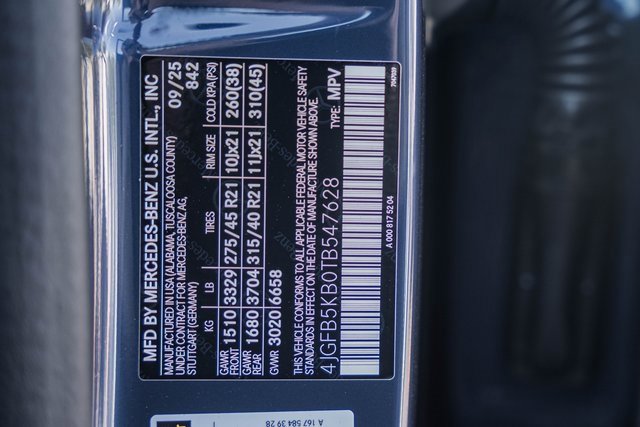 MFD BY MERCEDES-BENZ U.S. INTL., INC
MANUFACTURED IN USA (ALABAMA, TUSCALOOSA COUNTY) 09/25
UNDER CONTRACT FOR MERCEDES-BENZ AG, 842
STUTTGART (GERMANY)
KG LB TIRES RIM SIZE COLD KPA(PSI)
GAWR FRONT 1510 3329 275/45 R21 10Jx21 260(38)
GAWR REAR 1680 3704 315/40 R21 11Jx21 310(45)
GVWR 3020 6658
THIS VEHICLE CONFORMS TO ALL APPLICABLE FEDERAL MOTOR VEHICLE SAFETY
STANDARDS IN EFFECT ON THE DATE OF MANUFACTURE SHOWN ABOVE.
4JGFB5KB0TB547628 TYPE: MPV
A 000 817 52 04
A 167 584 39 28